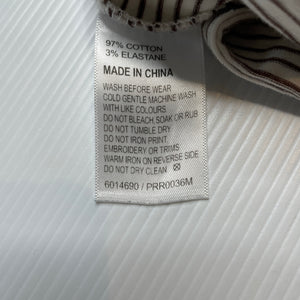 97% COTTON
3% ELASTANE
MADE IN CHINA
WASH BEFORE WEAR
COLD GENTLE MACHINE WASH
WITH LIKE COLOURS
DO NOT BLEACH SOAK OR RUB
DO NOT TUMBLE DRY
DO NOT IRON PRINT,
EMBROIDERY OR TRIMS
WARM IRON ON REVERSE SIDE
DO NOT DRY CLEAN
6014690 / PRR0036M